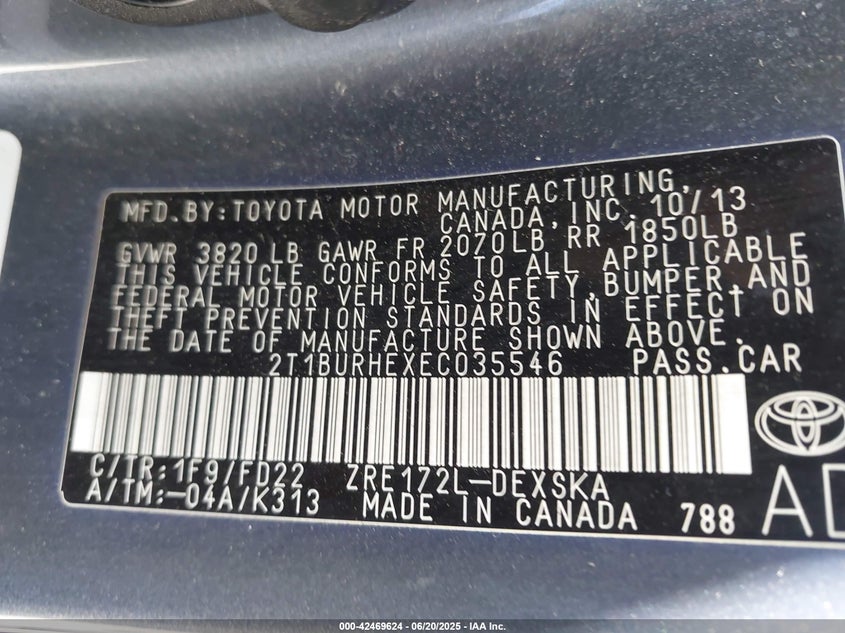 MFD.BY:TOYOTA MOTOR MANUFACTURING,
CANADA,INC. 10/13
GVWR 3820 LB GAWR FR 2070LB RR 1850LB
THIS VEHICLE CONFORMS TO ALL APPLICABLE
FEDERAL MOTOR VEHICLE SAFETY,BUMPER,AND
THEFT PREVENTION STANDARDS IN EFFECT ON
THE DATE OF MANUFACTURE SHOWN ABOVE.
2T1BURHEXEC035546 PASS.CAR
C/TR:1F9/FD22 ZRE172L-DEXSKA
A/TM:-04A/K313 MADE IN CANADA 788
000-42469624 / 06/20/2025 - IAA Inc.